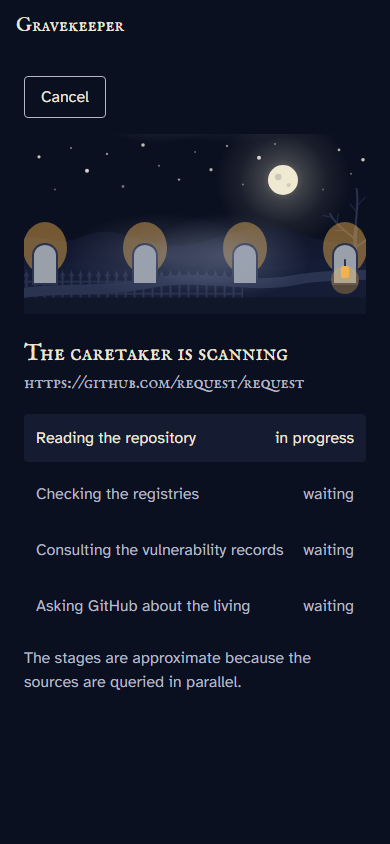 Gravekeeper
Cancel
The caretaker is scanning
https://github.com/request/request
Reading the repository in progress
Checking the registries waiting
Consulting the vulnerability records waiting
Asking GitHub about the living waiting
The stages are approximate because the
sources are queried in parallel.